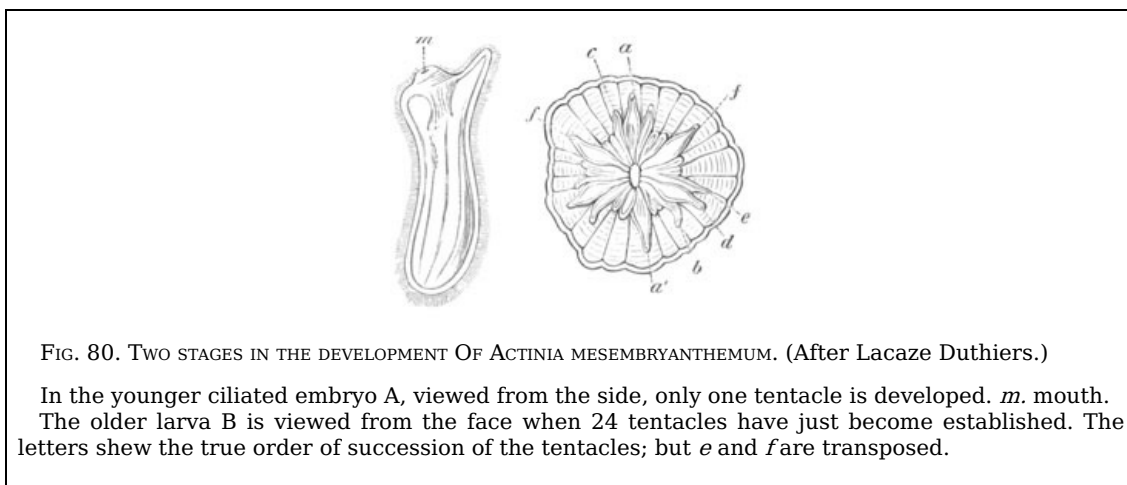 m
c a
f f
e
d
b
a'
FIG. 80. TWO STAGES IN THE DEVELOPMENT OF ACTINIA MESEMBRYANTHEMUM. (After Lacaze Duthiers.)
In the younger ciliated embryo A, viewed from the side, only one tentacle is developed. m. mouth.
The older larva B is viewed from the face when 24 tentacles have just become established. The
letters shew the true order of succession of the tentacles; but e and f are transposed.